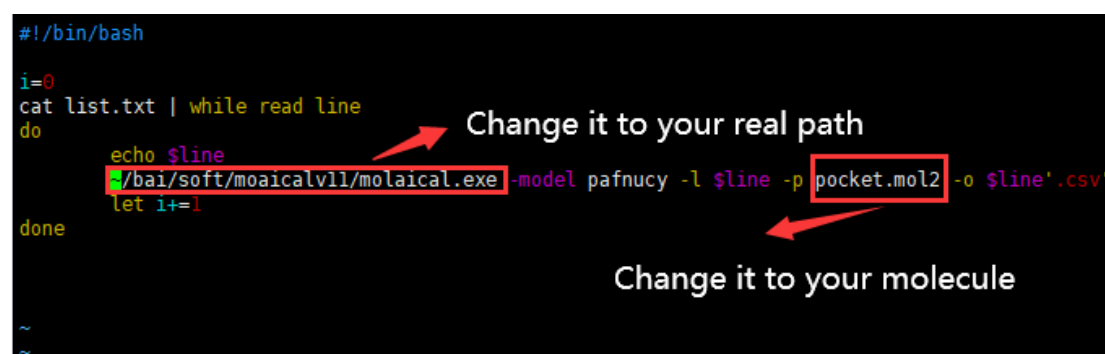 #!/bin/bash
i=0
cat list.txt | while read line
do
Change it to your real path
echo $line
~/bai/soft/moaicalv11/molaical.exe -model pafnucy -l $line -p pocket.mol2 -o $line'.csv'
let i+=1
done
Change it to your molecule
~
~